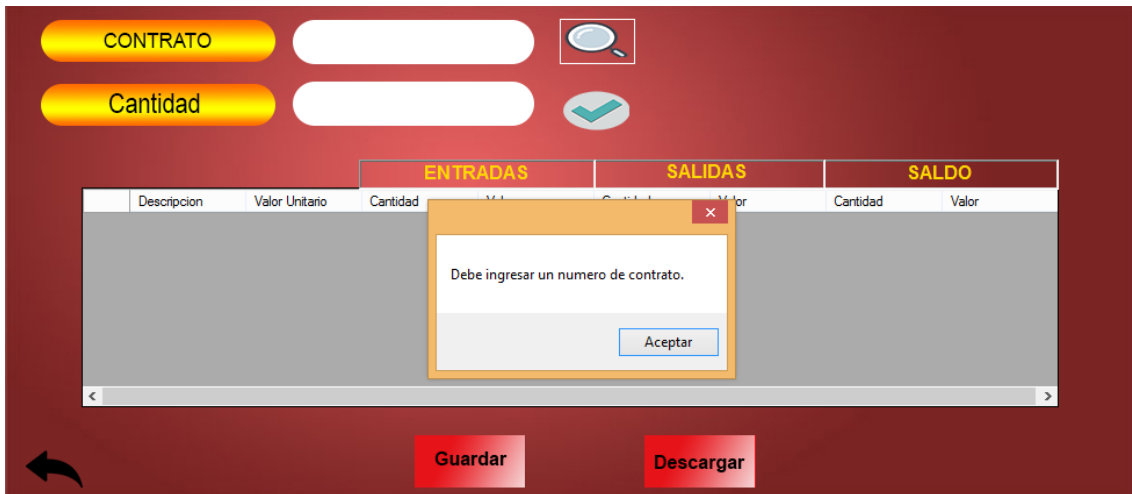 CONTRATO
Cantidad
ENTRADAS SALIDAS SALDO
Descripcion Valor Unitario Cantidad Cantidad Valor
Debe ingresar un numero de contrato.
Aceptar
Guardar Descargar